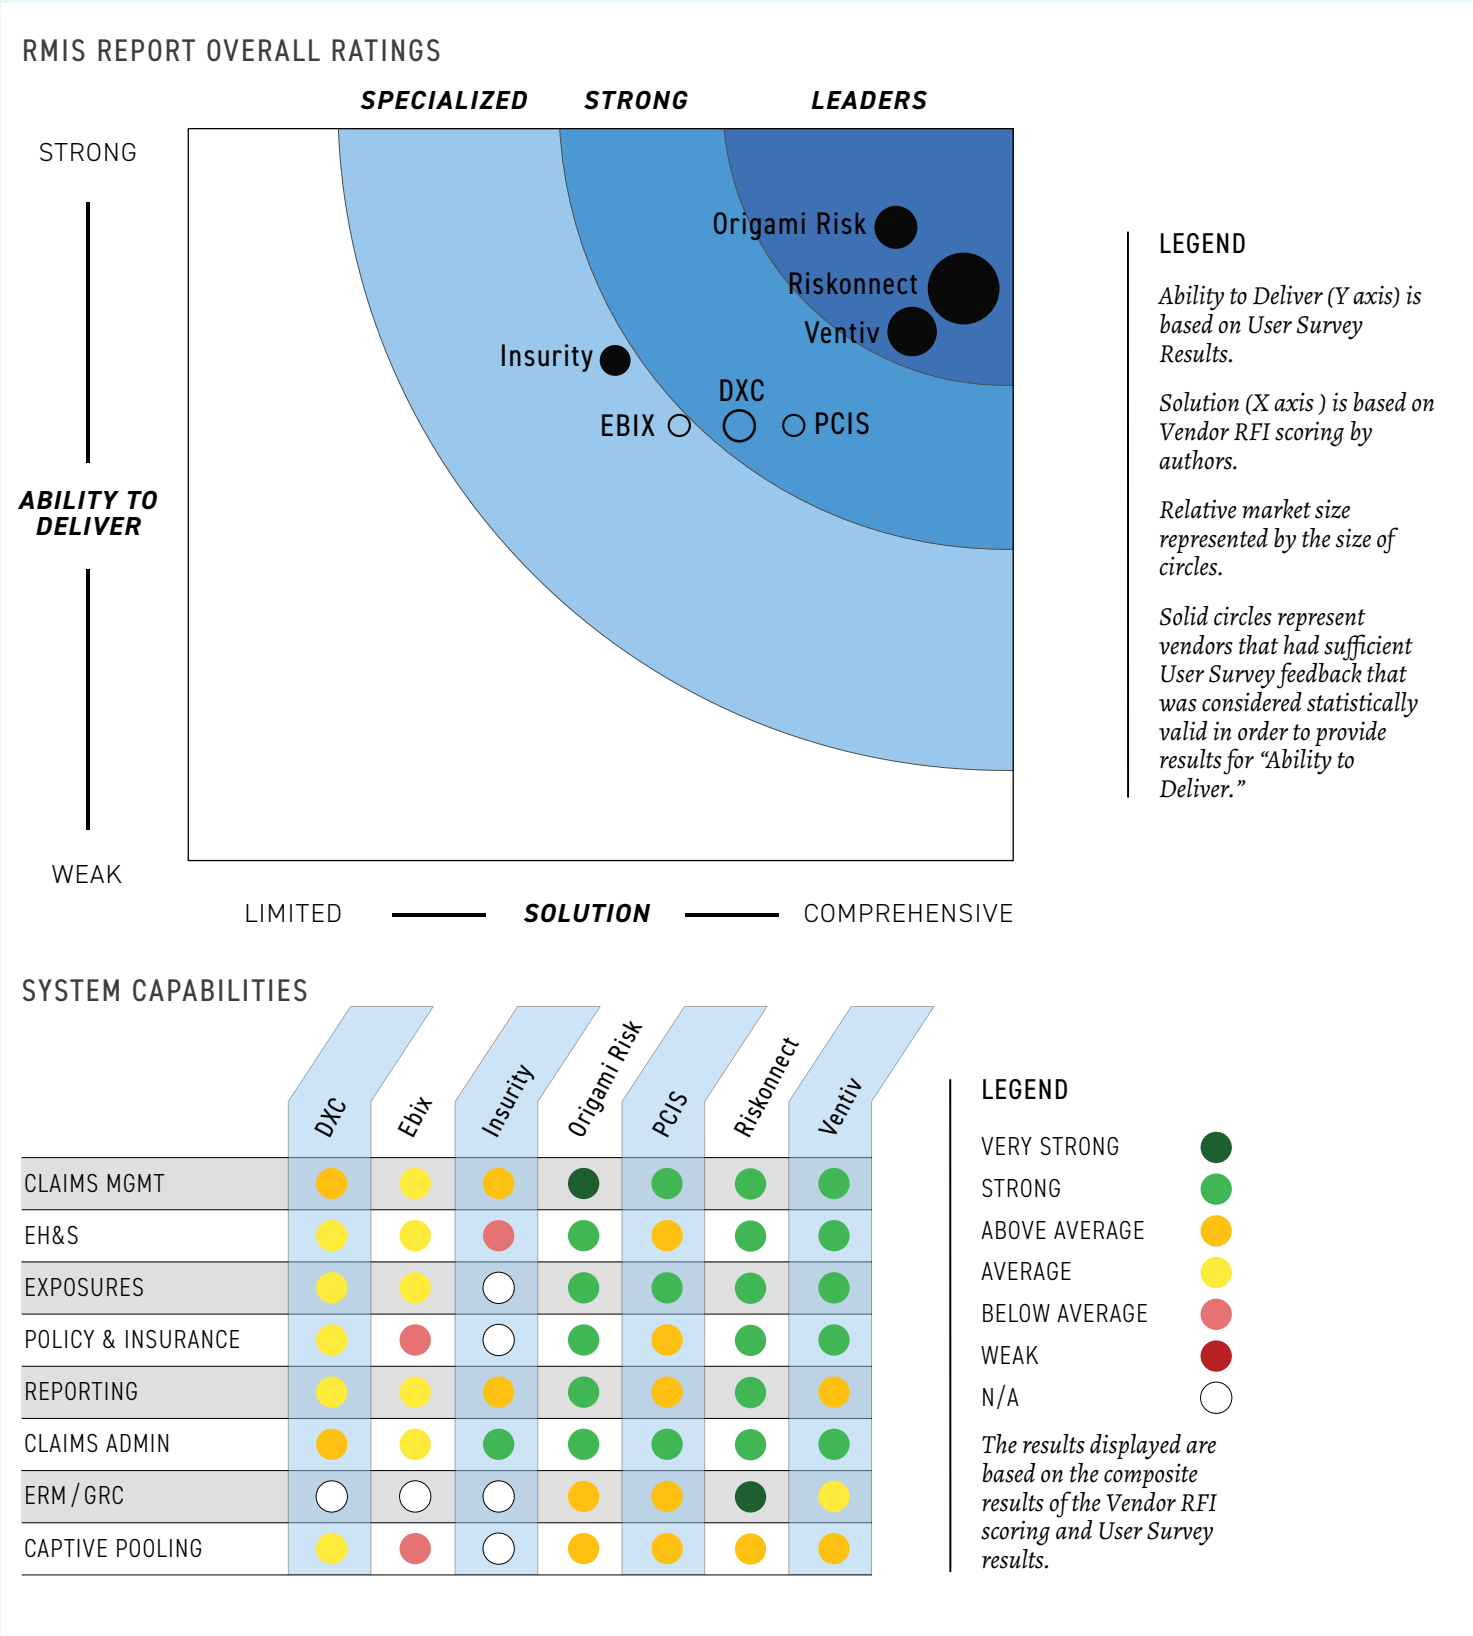 RMIS REPORT OVERALL RATINGS
SPECIALIZED STRONG LEADERS
STRONG
ABILITY TO
DELIVER
WEAK
Origami Risk
Riskonnect
Ventiv
Insurity
DXC
EBIX
PCIS
LIMITED SOLUTION COMPREHENSIVE
LEGEND
Ability to Deliver (Y axis) is
based on User Survey
Results.
Solution (X axis ) is based on
Vendor RFI scoring by
authors.
Relative market size
represented by the size of
circles.
Solid circles represent
vendors that had sufficient
User Survey feedback that
was considered statistically
valid in order to provide
results for “Ability to
Deliver.”
SYSTEM CAPABILITIES
DXC
Ebix
Insurity
Origami Risk
PCIS
Riskonnect
Ventiv
CLAIMS MGMT
EH&S
EXPOSURES
POLICY & INSURANCE
REPORTING
CLAIMS ADMIN
ERM / GRC
CAPTIVE POOLING
LEGEND
VERY STRONG
STRONG
ABOVE AVERAGE
AVERAGE
BELOW AVERAGE
WEAK
N/A
The results displayed are
based on the composite
results of the Vendor RFI
scoring and User Survey
results.